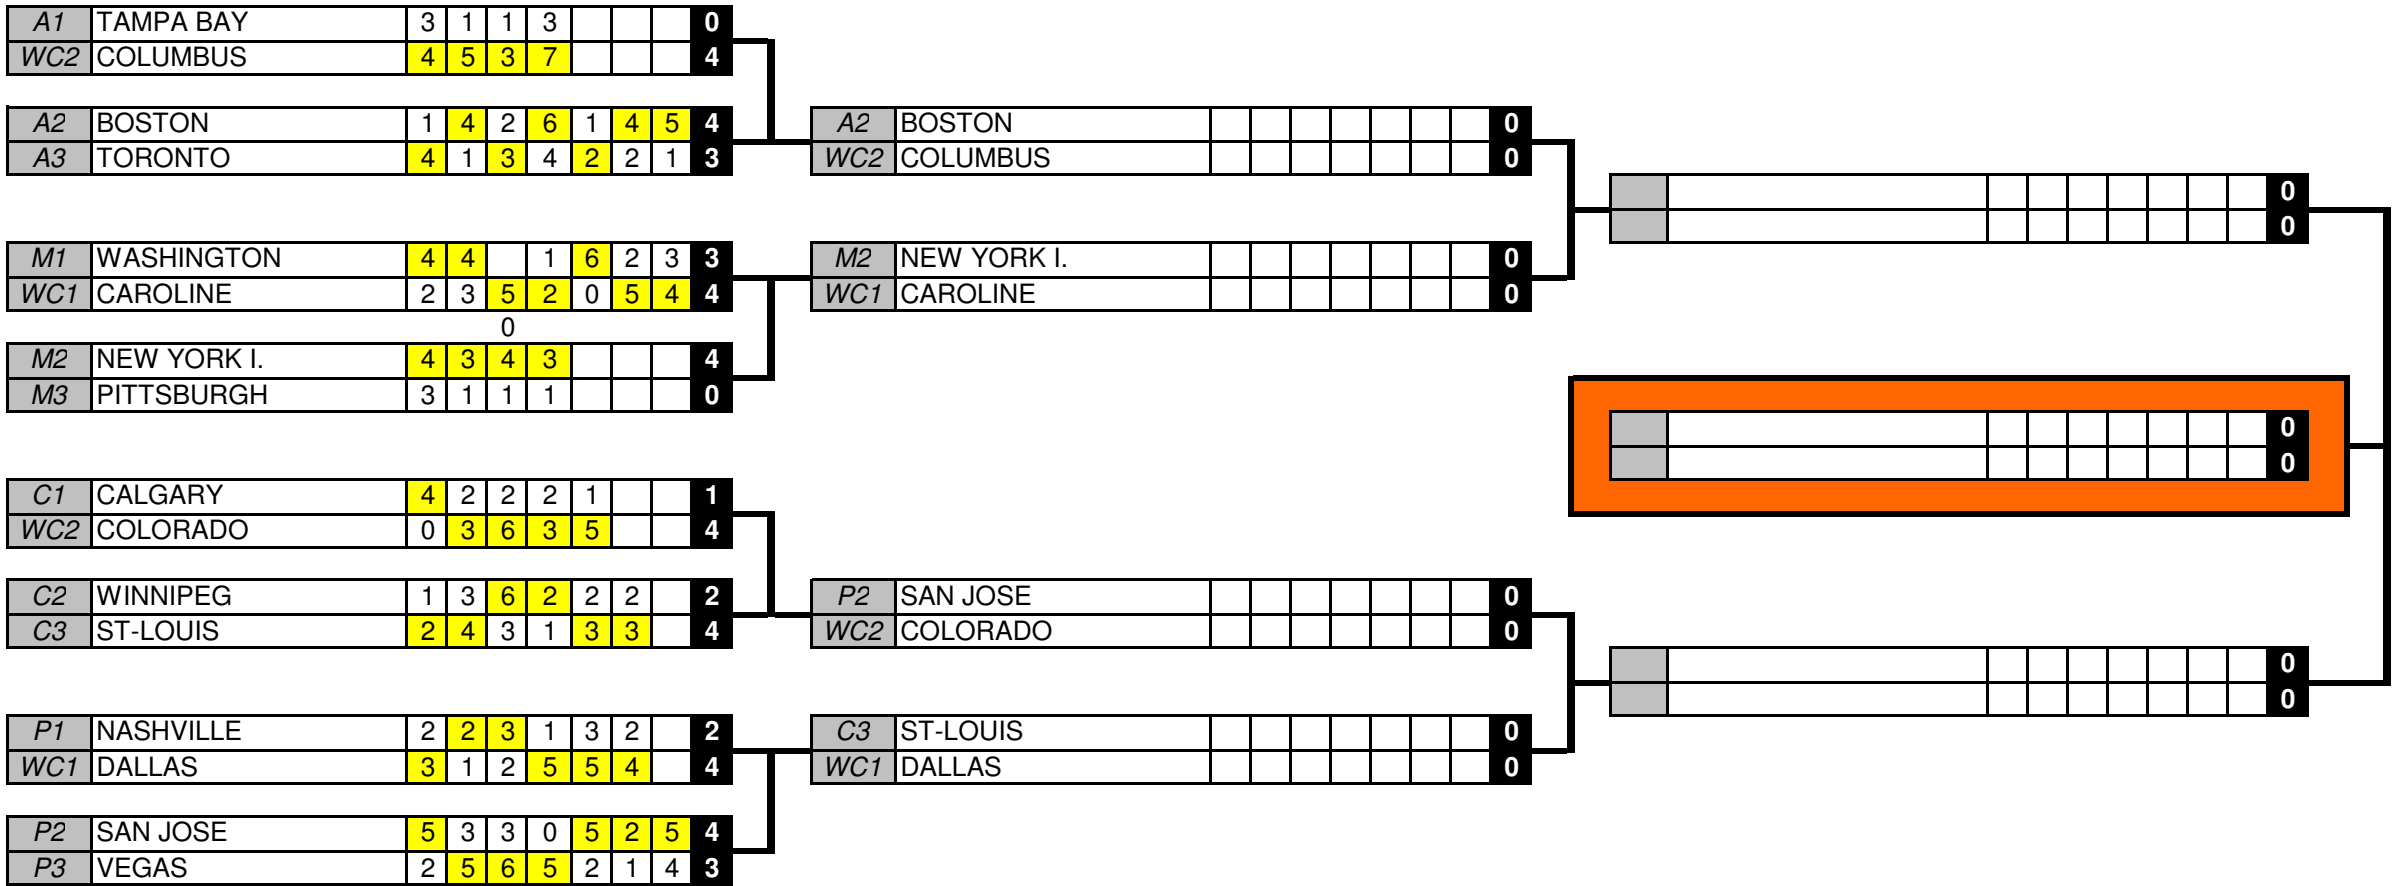 A1 TAMPA BAY 3 1 1 3 0
WC2 COLUMBUS 4 5 3 7 4
A2 BOSTON 1 4 2 6 1 4 5 4
A3 TORONTO 4 1 3 4 2 2 1 3
A2 BOSTON 0
WC2 COLUMBUS 0
0
0
M1 WASHINGTON 4 4 1 6 2 3 3
WC1 CAROLINE 2 3 5 2 0 5 4 4
0
M2 NEW YORK I. 0
WC1 CAROLINE 0
M2 NEW YORK I. 4 3 4 3 4
M3 PITTSBURGH 3 1 1 1 0
0
0
C1 CALGARY 4 2 2 2 1 1
WC2 COLORADO 0 3 6 3 5 4
C2 WINNIPEG 1 3 6 2 2 2 2
C3 ST-LOUIS 2 4 3 1 3 3 4
P2 SAN JOSE 0
WC2 COLORADO 0
0
0
P1 NASHVILLE 2 2 3 1 3 2 2
WC1 DALLAS 3 1 2 5 5 4 4
C3 ST-LOUIS 0
WC1 DALLAS 0
P2 SAN JOSE 5 3 3 0 5 2 5 4
P3 VEGAS 2 5 6 5 2 1 4 3